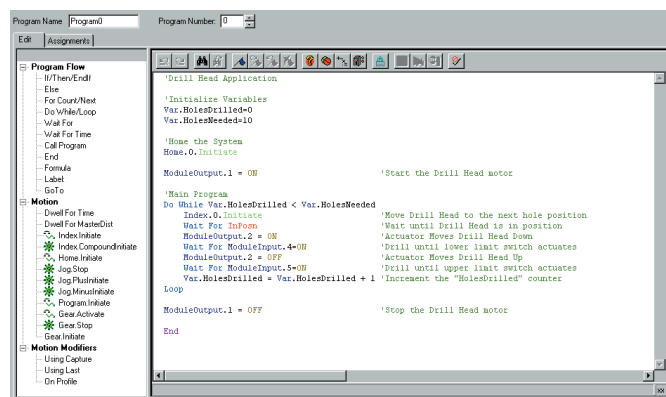 Program Name Program0 Program Number: 0
Edit Assignments
Program Flow
If/Then/Endif
Else
For Count/Next
Do While/Loop
Wait For
Wait For Time
Call Program
End
Formula
Label
GoTo
Motion
Dwell For Time
Dwell For MasterDist
Index.Initiate
Index.CompoundInitiate
Home.Initiate
Jog.Stop
Jog.PlusInitiate
Jog.MinusInitiate
Program.Initiate
Gear.Activate
Gear.Stop
Gear.Initiate
Motion Modifiers
Using Capture
Using Last
On Profile
'Drill Head Application
'Initialize Variables
Var.HolesDrilled=0
Var.HolesNeeded=10
'Home the System
Home.0.Initiate
ModuleOutput.1 = ON 'Start the Drill Head motor
'Main Program
Do While Var.HolesDrilled < Var.HolesNeeded
Index.0.Initiate 'Move Drill Head to the next hole position
Wait For InPosn 'Wait until Drill Head is in position
ModuleOutput.2 = ON 'Actuator Moves Drill Head Down
Wait For ModuleInput.4=ON 'Drill until lower limit switch actuates
ModuleOutput.2 = OFF 'Actuator Moves Drill Head Up
Wait For ModuleInput.5=ON 'Drill until upper limit switch actuates
Var.HolesDrilled = Var.HolesDrilled + 1 'Increment the "HolesDrilled" counter
Loop
ModuleOutput.1 = OFF 'Stop the Drill Head motor
End